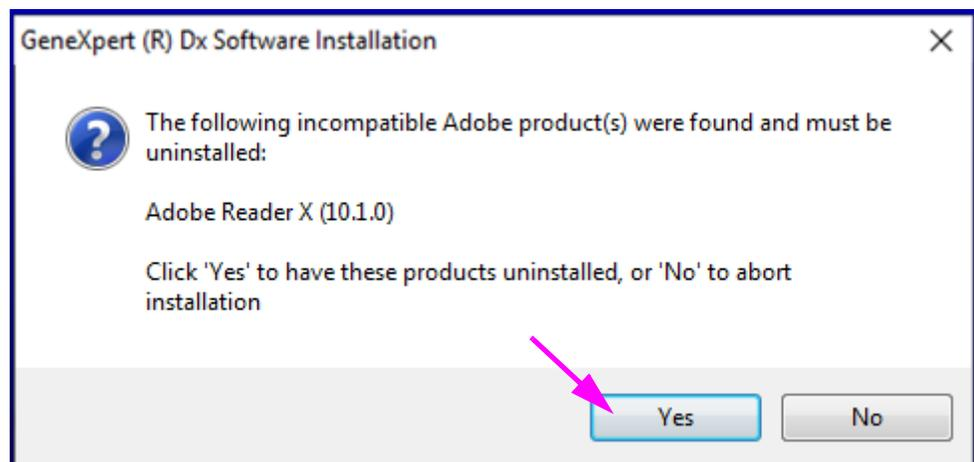 GeneXpert (R) Dx Software Installation
The following incompatible Adobe product(s) were found and must be
uninstalled:
Adobe Reader X (10.1.0)
Click 'Yes' to have these products uninstalled, or 'No' to abort
installation
Yes
No